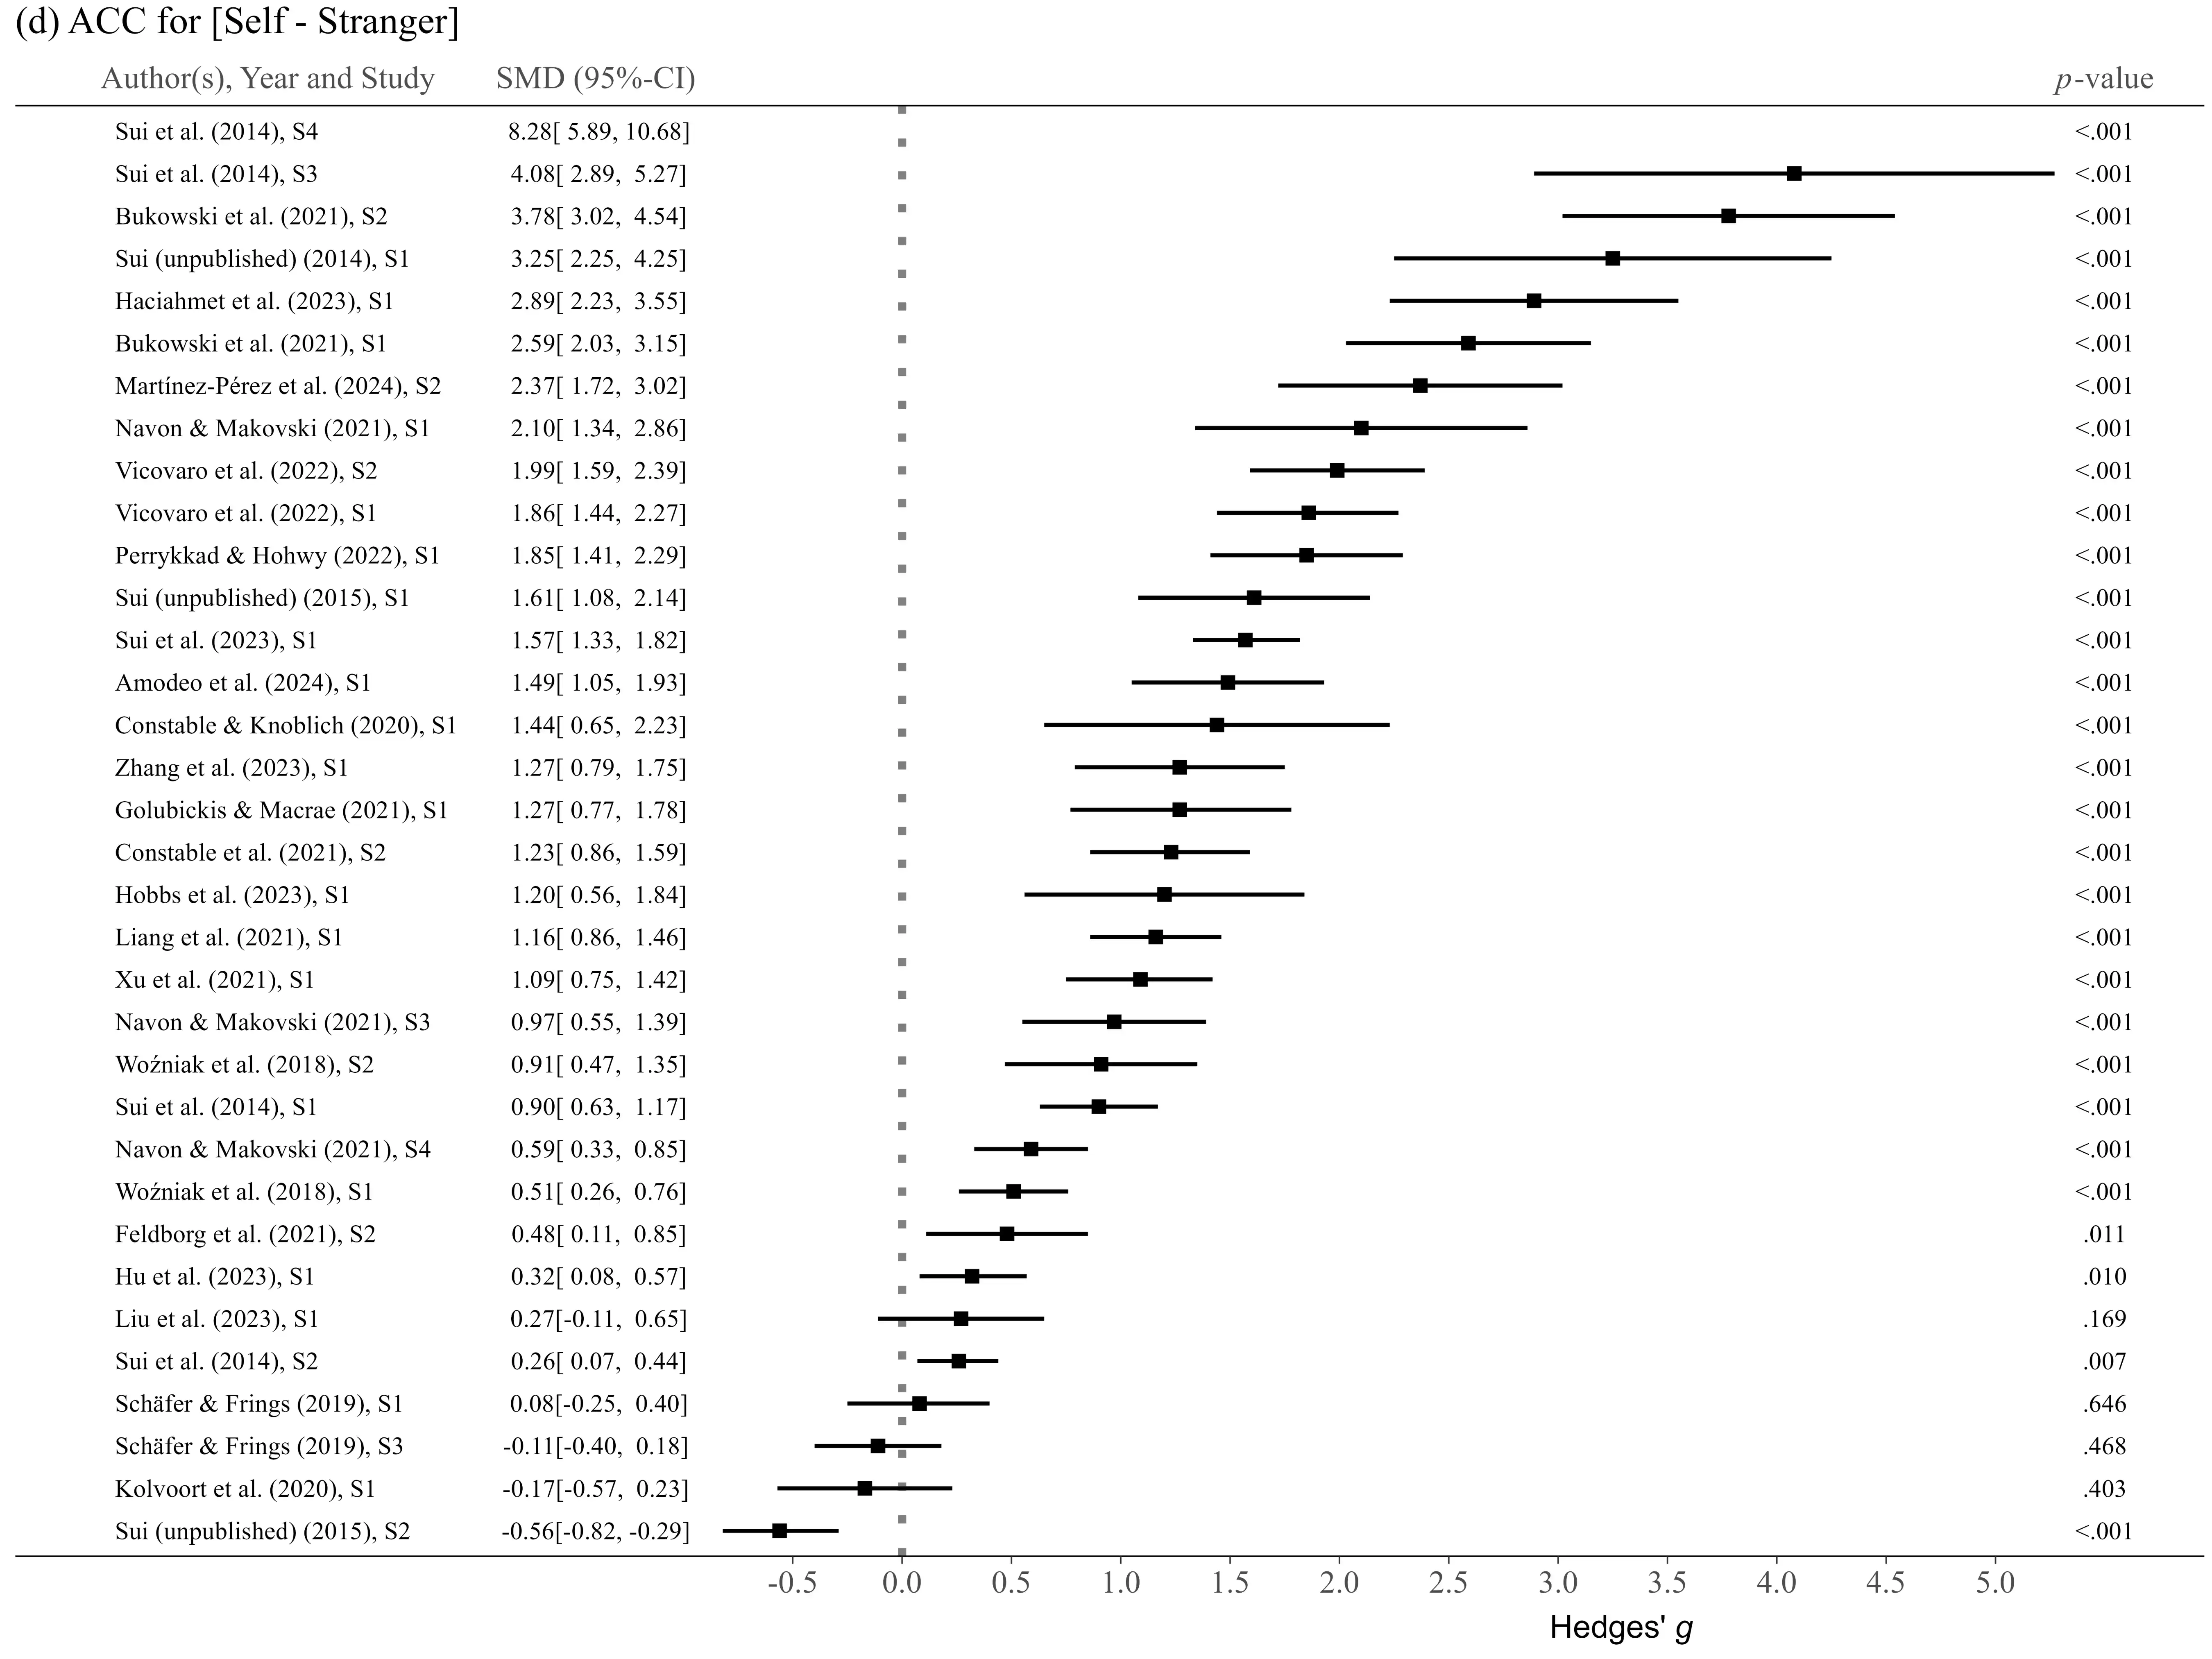 (d) ACC for [Self - Stranger]
Author(s), Year and Study SMD (95%-CI) p-value
Sui et al. (2014), S4 8.28[ 5.89, 10.68] <.001
Sui et al. (2014), S3 4.08[ 2.89, 5.27] <.001
Bukowski et al. (2021), S2 3.78[ 3.02, 4.54] <.001
Sui (unpublished) (2014), S1 3.25[ 2.25, 4.25] <.001
Haciahmet et al. (2023), S1 2.89[ 2.23, 3.55] <.001
Bukowski et al. (2021), S1 2.59[ 2.03, 3.15] <.001
Martínez-Pérez et al. (2024), S2 2.37[ 1.72, 3.02] <.001
Navon & Makovski (2021), S1 2.10[ 1.34, 2.86] <.001
Vicovaro et al. (2022), S2 1.99[ 1.59, 2.39] <.001
Vicovaro et al. (2022), S1 1.86[ 1.44, 2.27] <.001
Perrykkad & Hohwy (2022), S1 1.85[ 1.41, 2.29] <.001
Sui (unpublished) (2015), S1 1.61[ 1.08, 2.14] <.001
Sui et al. (2023), S1 1.57[ 1.33, 1.82] <.001
Amodeo et al. (2024), S1 1.49[ 1.05, 1.93] <.001
Constable & Knoblich (2020), S1 1.44[ 0.65, 2.23] <.001
Zhang et al. (2023), S1 1.27[ 0.79, 1.75] <.001
Golubickis & Macrae (2021), S1 1.27[ 0.77, 1.78] <.001
Constable et al. (2021), S2 1.23[ 0.86, 1.59] <.001
Hobbs et al. (2023), S1 1.20[ 0.56, 1.84] <.001
Liang et al. (2021), S1 1.16[ 0.86, 1.46] <.001
Xu et al. (2021), S1 1.09[ 0.75, 1.42] <.001
Navon & Makovski (2021), S3 0.97[ 0.55, 1.39] <.001
Woźniak et al. (2018), S2 0.91[ 0.47, 1.35] <.001
Sui et al. (2014), S1 0.90[ 0.63, 1.17] <.001
Navon & Makovski (2021), S4 0.59[ 0.33, 0.85] <.001
Woźniak et al. (2018), S1 0.51[ 0.26, 0.76] <.001
Feldborg et al. (2021), S2 0.48[ 0.11, 0.85] .011
Hu et al. (2023), S1 0.32[ 0.08, 0.57] .010
Liu et al. (2023), S1 0.27[-0.11, 0.65] .169
Sui et al. (2014), S2 0.26[ 0.07, 0.44] .007
Schäfer & Frings (2019), S1 0.08[-0.25, 0.40] .646
Schäfer & Frings (2019), S3 -0.11[-0.40, 0.18] .468
Kolvoort et al. (2020), S1 -0.17[-0.57, 0.23] .403
Sui (unpublished) (2015), S2 -0.56[-0.82, -0.29] <.001
-0.5 0.0 0.5 1.0 1.5 2.0 2.5 3.0 3.5 4.0 4.5 5.0
Hedges' g